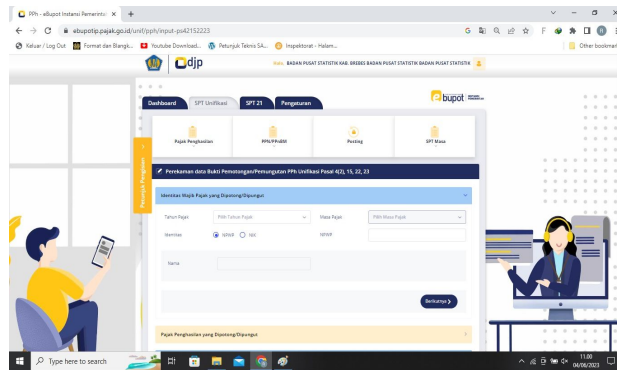 PPh - eBupot Instansi Pemerintah
ebupotip.pajak.go.id/unif/pph/input-psx42152223
Keluar / Log Out
Format dan Blangk...
Youtube Download...
Petunjuk Teknis SA...
Inspektorat - Halam...
Other bookmarks
djp
BADAN PUSAT STATISTIK KAB. BREBES BADAN PUSAT STATISTIK BADAN PUSAT STATISTIK
Dashboard
SPT Unifikasi
SPT 21
Pengaturan
ebupot
Pajak Penghasilan
PPN/PPnBM
Posting
SPT Masa
Petunjuk Pengisian
Perekaman data Bukti Pemotongan/Pemungutan PPh Unifikasi Pasal 4(2), 15, 22, 23
Identitas Wajib Pajak yang Dipotong/Dipungut
Tahun Pajak
Pilih Tahun Pajak
Masa Pajak
Pilih Masa Pajak
Identitas
NPWP
NIK
NPWP
Nama
Berikutnya
Pajak Penghasilan yang Dipotong/Dipungut
Type here to search
11.00
04/06/2023